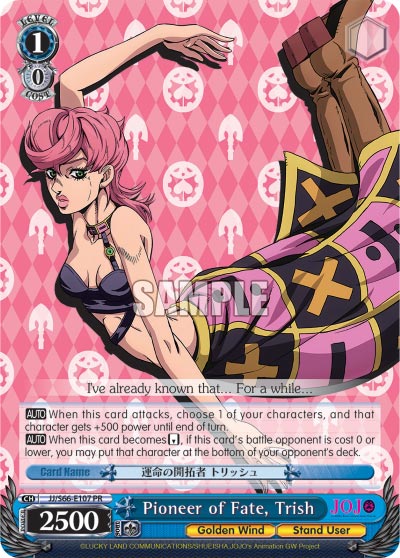 LEVEL
1
0
COST
SAMPLE
I've already known that... For a while...
AUTO When this card attacks, choose 1 of your characters, and that
character gets +500 power until end of turn.
AUTO When this card becomes, if this card's battle opponent is cost 0 or
lower, you may put that character at the bottom of your opponent's deck.
Card Name 運命の開拓者 トリッシュ
CH JJ/S66-E107 PR
POWER 2500 SOUL Pioneer of Fate, Trish JOJO
Golden Wind Stand User
©LUCKY LAND COMMUNICATIONS/SHUEISHA,JOJO's Animation GW Project